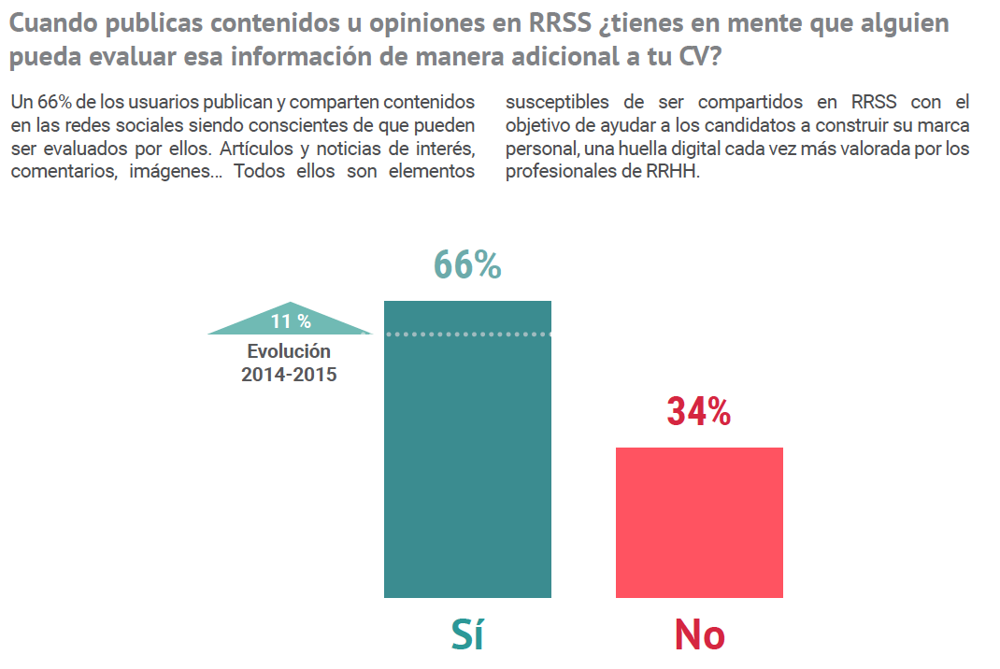 Cuando publicas contenidos u opiniones en RRSS ¿tienes en mente que alguien
pueda evaluar esa información de manera adicional a tu CV?
Un 66% de los usuarios publican y comparten contenidos
en las redes sociales siendo conscientes de que pueden
ser evaluados por ellos. Artículos y noticias de interés,
comentarios, imágenes... Todos ellos son elementos
susceptibles de ser compartidos en RRSS con el
objetivo de ayudar a los candidatos a construir su marca
personal, una huella digital cada vez más valorada por los
profesionales de RRHH.
66%
11 %
Evolución
2014-2015
34%
Sí
No